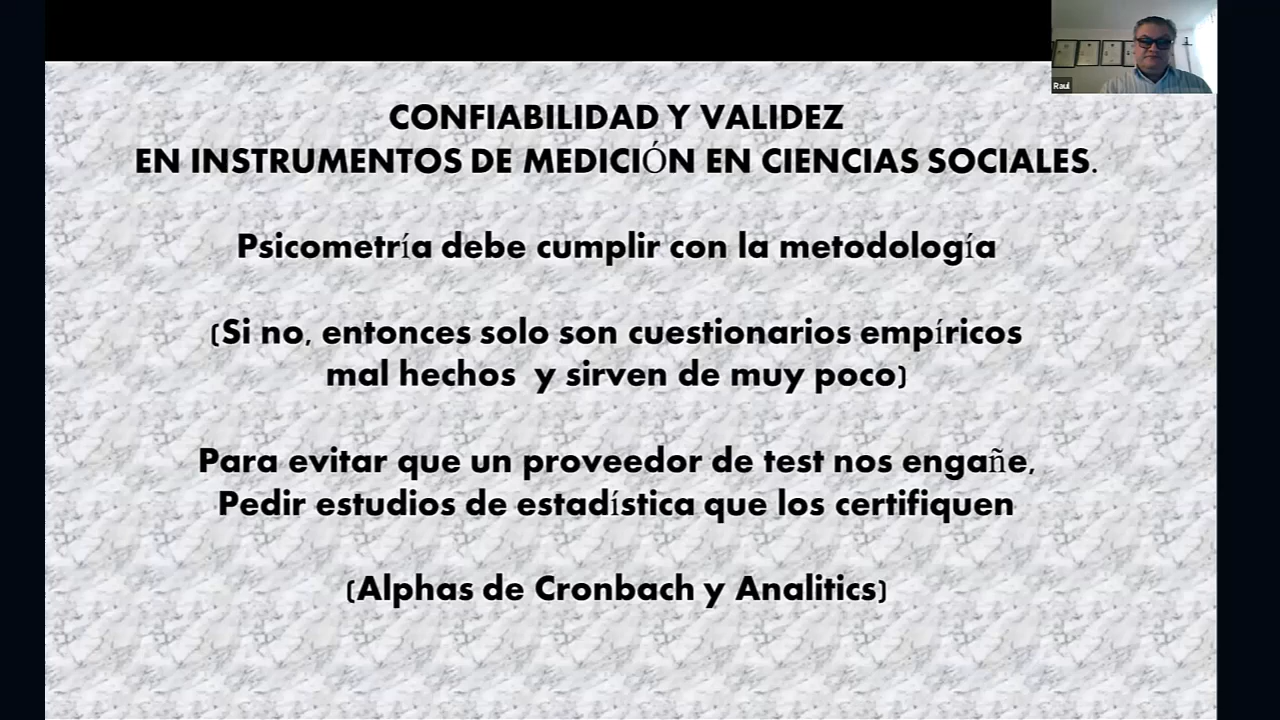 Raul
CONFIABILIDAD Y VALIDEZ
EN INSTRUMENTOS DE MEDICIÓN EN CIENCIAS SOCIALES.
Psicometría debe cumplir con la metodología
(Si no, entonces solo son cuestionarios empíricos
mal hechos y sirven de muy poco)
Para evitar que un proveedor de test nos engañe,
Pedir estudios de estadística que los certifiquen
(Alphas de Cronbach y Analitics)